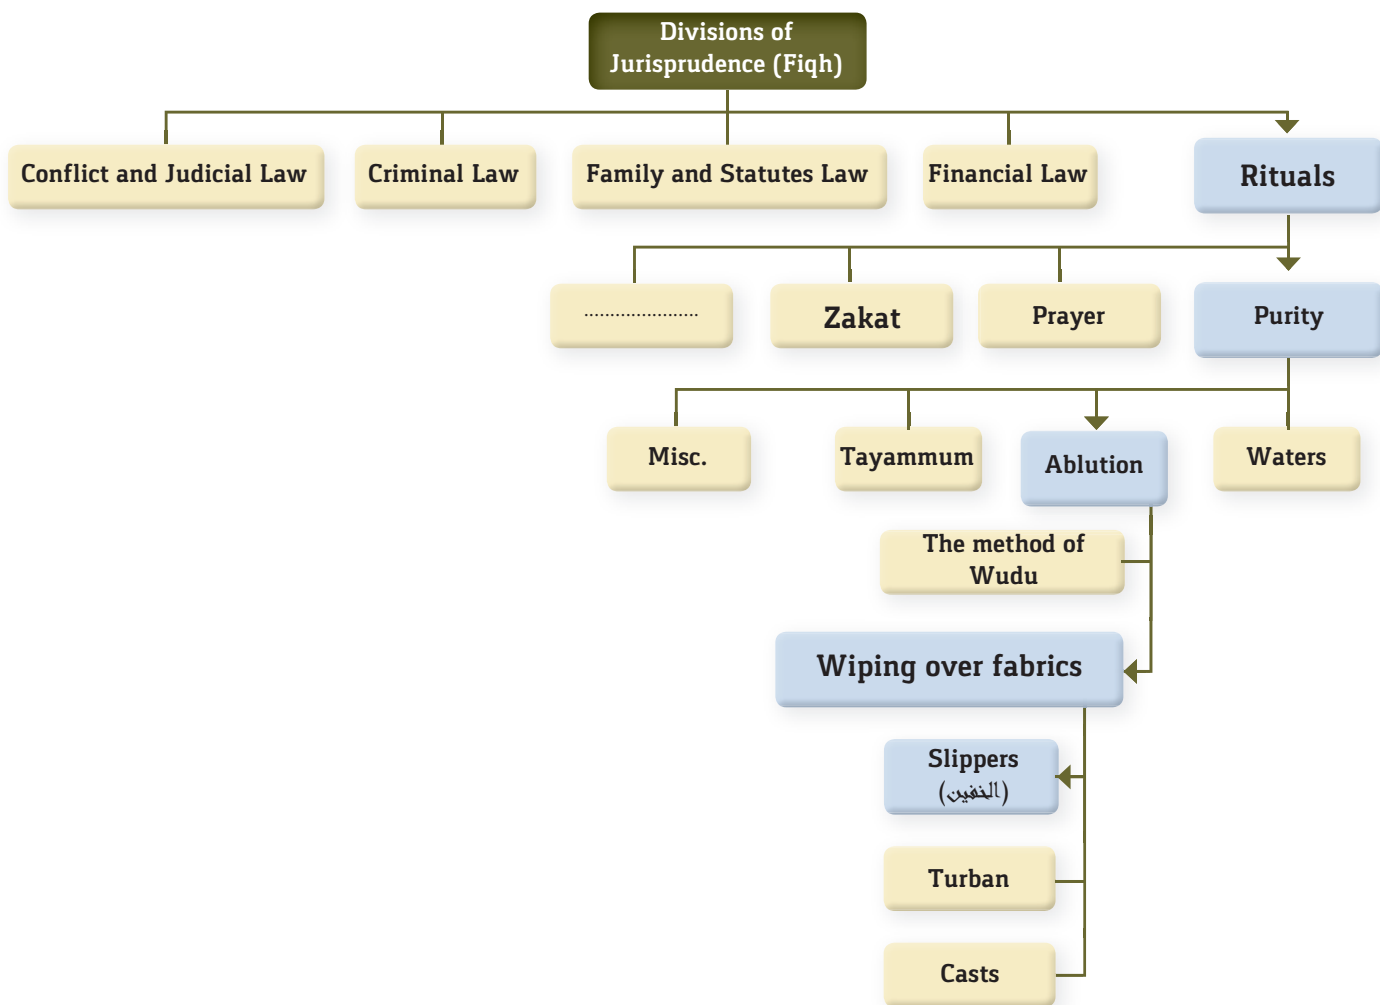 Divisions of
Jurisprudence (Fiqh)
Conflict and Judicial Law
Criminal Law
Family and Statutes Law
Financial Law
Rituals
......................
Zakat
Prayer
Purity
Misc.
Tayammum
Ablution
Waters
The method of
Wudu
Wiping over fabrics
Slippers
(الخفين)
Turban
Casts